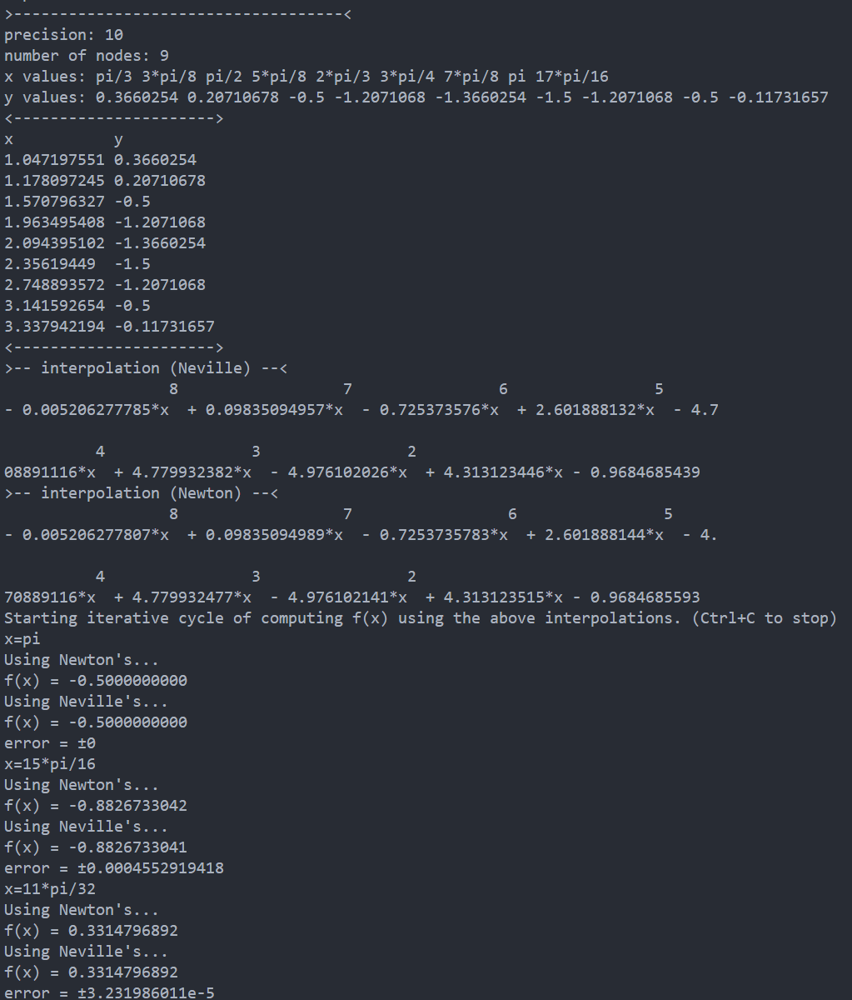 >------------------------------------<
precision: 10
number of nodes: 9
x values: pi/3 3*pi/8 pi/2 5*pi/8 2*pi/3 3*pi/4 7*pi/8 pi 17*pi/16
y values: 0.3660254 0.20710678 -0.5 -1.2071068 -1.3660254 -1.5 -1.2071068 -0.5 -0.11731657
<---------------------->
x           y
1.047197551 0.3660254
1.178097245 0.20710678
1.570796327 -0.5
1.963495408 -1.2071068
2.094395102 -1.3660254
2.35619449  -1.5
2.748893572 -1.2071068
3.141592654 -0.5
3.337942194 -0.11731657
<---------------------->
>-- interpolation (Neville) --<
                  8                  7                6                5
- 0.005206277785*x  + 0.09835094957*x  - 0.725373576*x  + 2.601888132*x  - 4.7
          4                3                2
08891116*x  + 4.779932382*x  - 4.976102026*x  + 4.313123446*x - 0.9684685439
>-- interpolation (Newton) --<
                  8                  7                 6                5
- 0.005206277807*x  + 0.09835094989*x  - 0.7253735783*x  + 2.601888144*x  - 4.
          4                3                2
70889116*x  + 4.779932477*x  - 4.976102141*x  + 4.313123515*x - 0.9684685593
Starting iterative cycle of computing f(x) using the above interpolations. (Ctrl+C to stop)
x=pi
Using Newton's...
f(x) = -0.5000000000
Using Neville's...
f(x) = -0.5000000000
error = ±0
x=15*pi/16
Using Newton's...
f(x) = -0.8826733042
Using Neville's...
f(x) = -0.8826733041
error = ±0.0004552919418
x=11*pi/32
Using Newton's...
f(x) = 0.3314796892
Using Neville's...
f(x) = 0.3314796892
error = ±3.231986011e-5